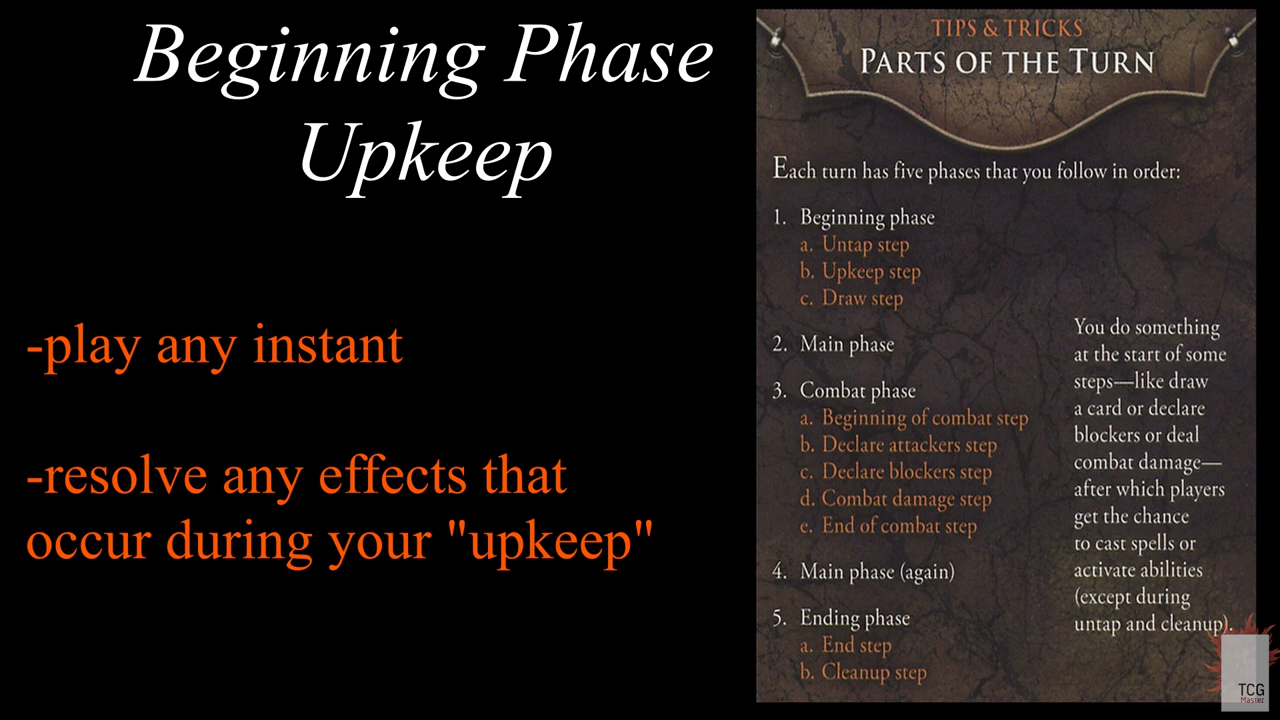 Beginning Phase
Upkeep
-play any instant
-resolve any effects that
occur during your "upkeep"
TIPS & TRICKS
PARTS OF THE TURN
Each turn has five phases that you follow in order:
1. Beginning phase
a. Untap step
b. Upkeep step
c. Draw step
2. Main phase
3. Combat phase
a. Beginning of combat step
b. Declare attackers step
c. Declare blockers step
d. Combat damage step
e. End of combat step
4. Main phase (again)
5. Ending phase
a. End step
b. Cleanup step
You do something
at the start of some
steps—like draw
a card or declare
blockers or deal
combat damage—
after which players
get the chance
to cast spells or
activate abilities
(except during
untap and cleanup).
TCG
Master